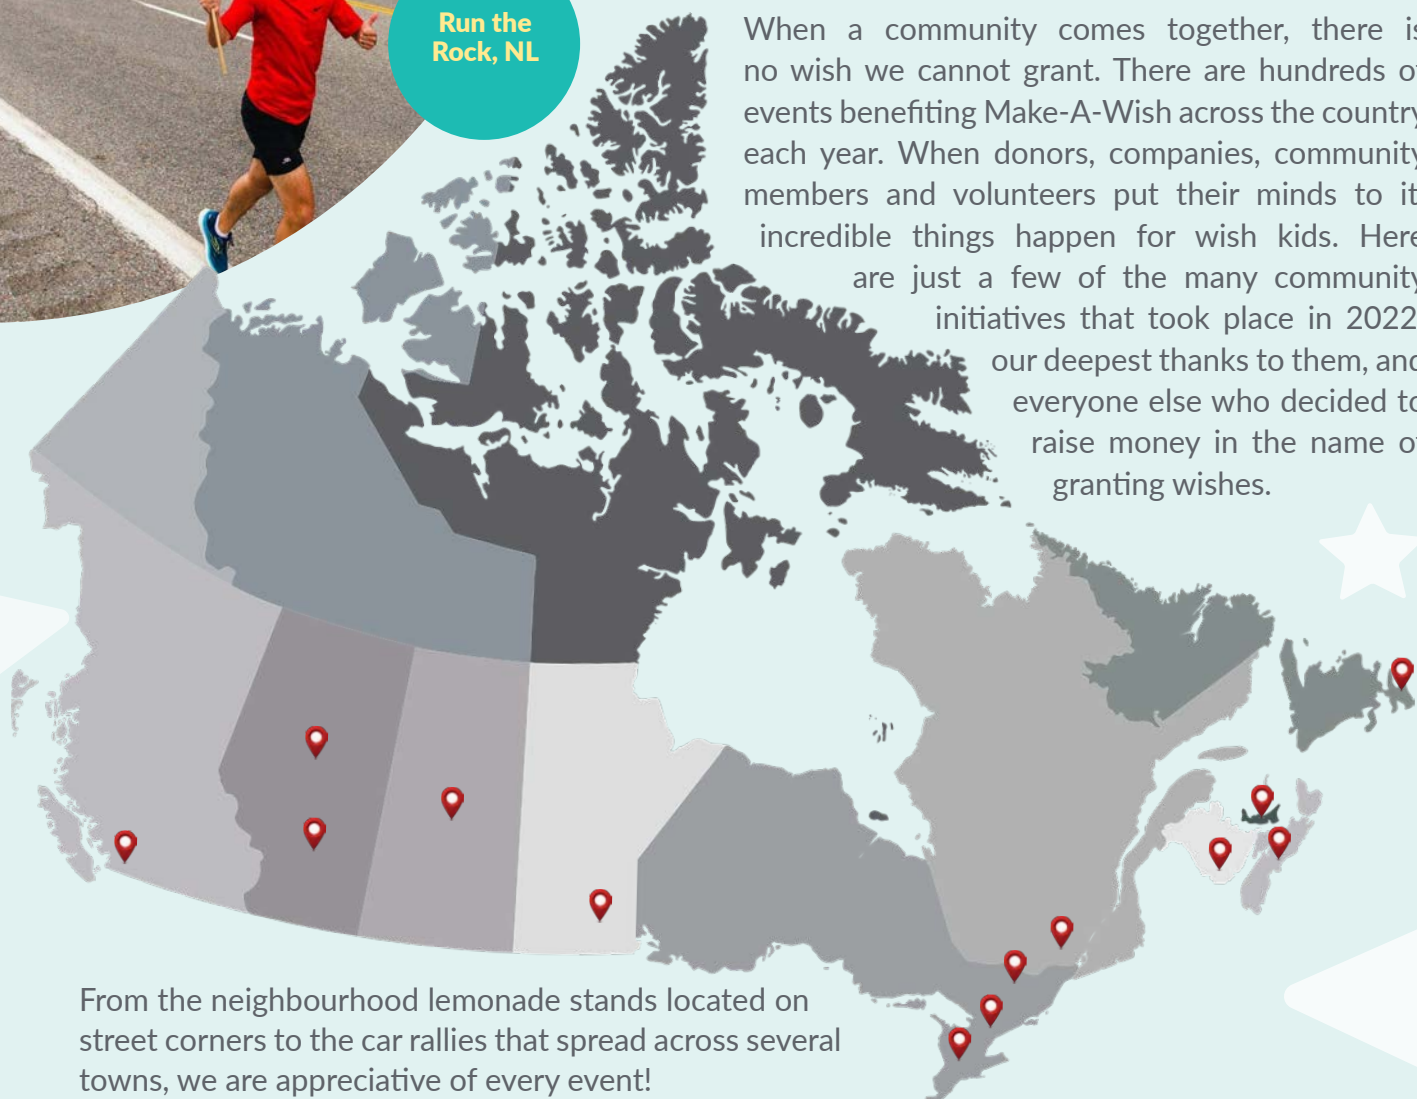 Run the
Rock, NL
When a community comes together, there is
no wish we cannot grant. There are hundreds of
events benefiting Make-A-Wish across the country
each year. When donors, companies, community
members and volunteers put their minds to it
incredible things happen for wish kids. Here
are just a few of the many community
initiatives that took place in 2022
our deepest thanks to them, and
everyone else who decided to
raise money in the name of
granting wishes.
From the neighbourhood lemonade stands located on
street corners to the car rallies that spread across several
towns, we are appreciative of every event!